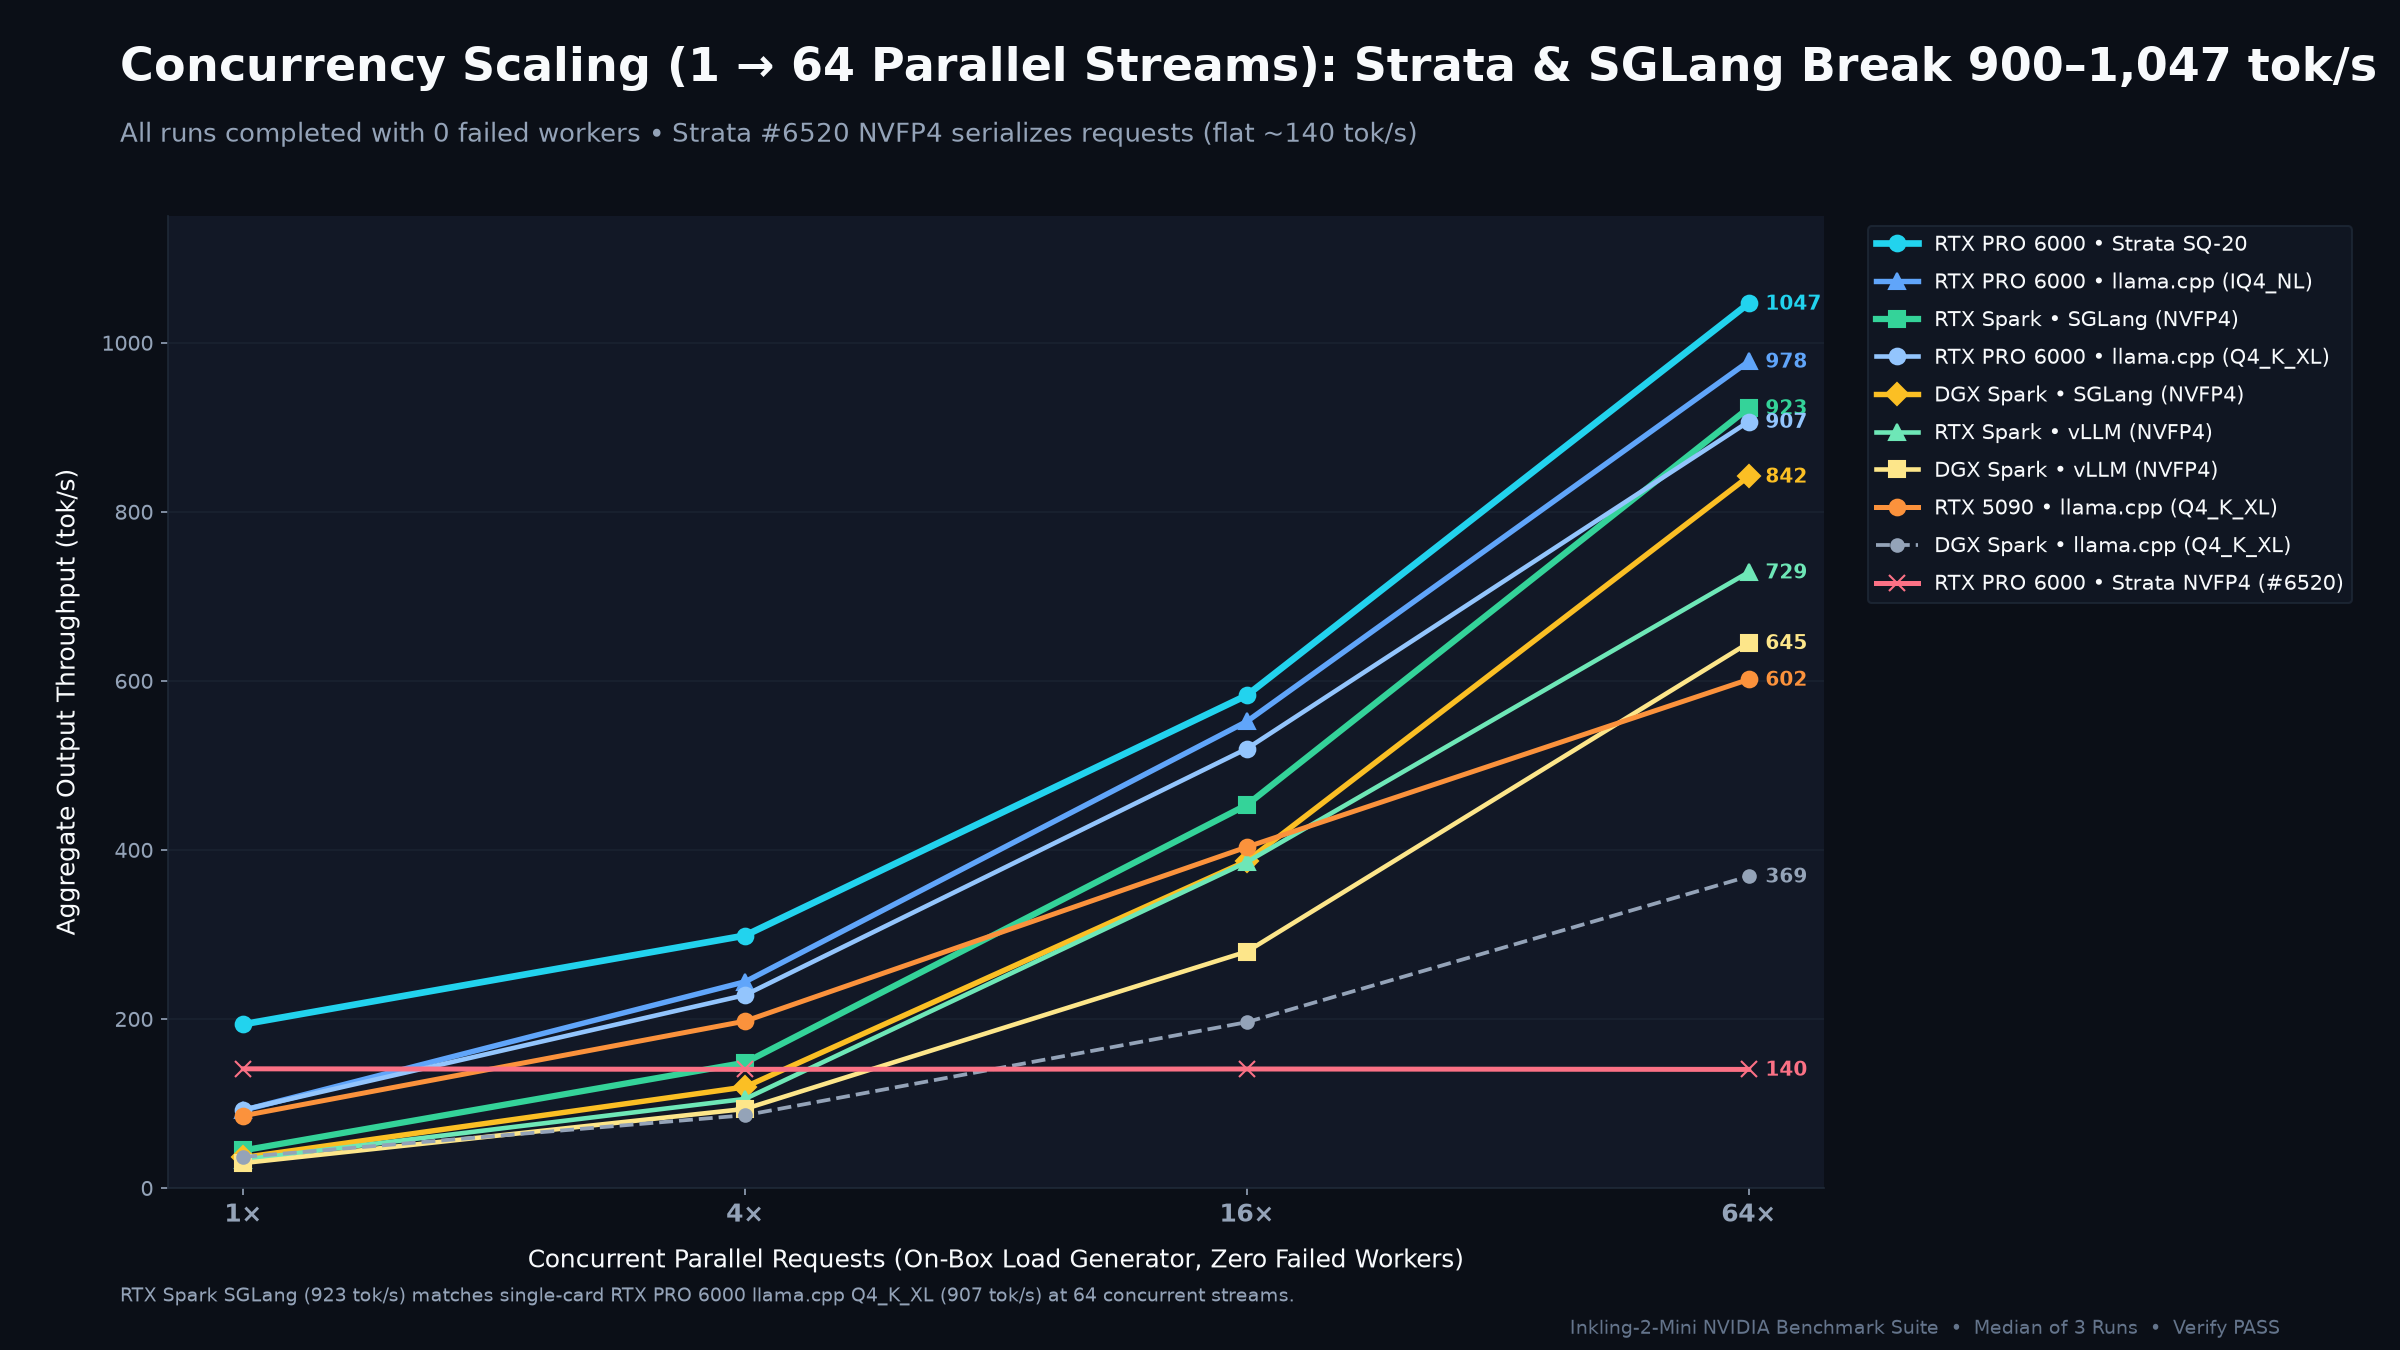 Concurrency Scaling (1 → 64 Parallel Streams): Strata & SGLang Break 900–1,047 tok/s
All runs completed with 0 failed workers • Strata #6520 NVFP4 serializes requests (flat ~140 tok/s)
Aggregate Output Throughput (tok/s)
1000
800
600
400
200
0
1047
978
923
907
842
729
645
602
369
140
RTX PRO 6000 • Strata SQ-20
RTX PRO 6000 • llama.cpp (IQ4_NL)
RTX Spark • SGLang (NVFP4)
RTX PRO 6000 • llama.cpp (Q4_K_XL)
DGX Spark • SGLang (NVFP4)
RTX Spark • vLLM (NVFP4)
DGX Spark • vLLM (NVFP4)
RTX 5090 • llama.cpp (Q4_K_XL)
DGX Spark • llama.cpp (Q4_K_XL)
RTX PRO 6000 • Strata NVFP4 (#6520)
1× 4× 16× 64×
Concurrent Parallel Requests (On-Box Load Generator, Zero Failed Workers)
RTX Spark SGLang (923 tok/s) matches single-card RTX PRO 6000 llama.cpp Q4_K_XL (907 tok/s) at 64 concurrent streams.
Inkling-2-Mini NVIDIA Benchmark Suite • Median of 3 Runs • Verify PASS